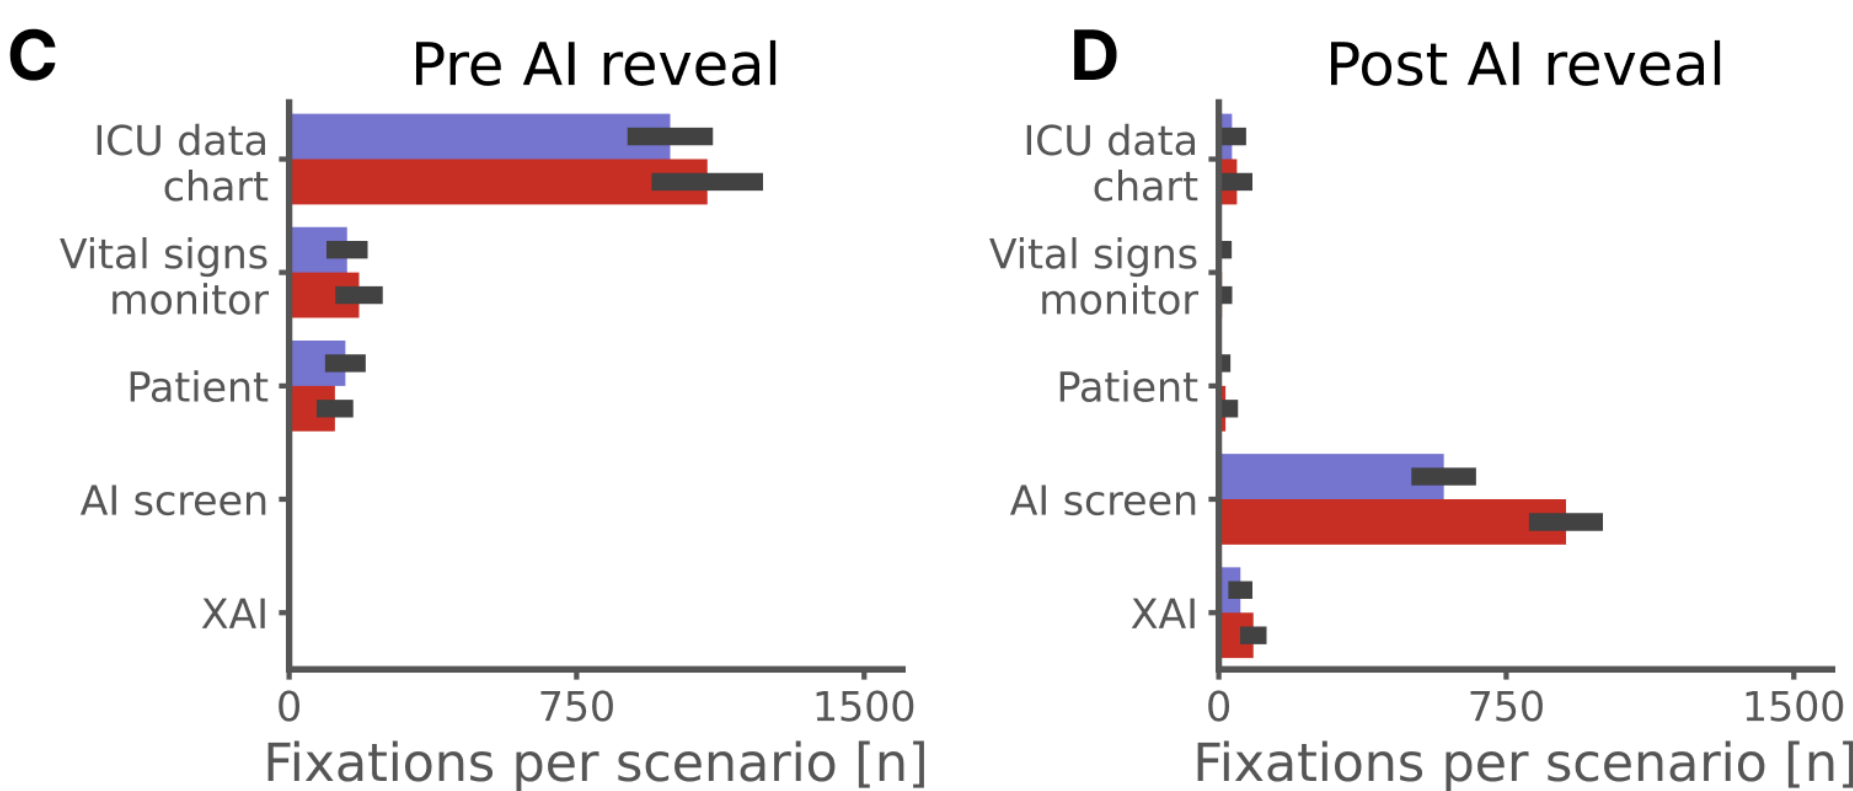 C
Pre AI reveal
ICU data
chart
Vital signs
monitor
Patient
AI screen
XAI
0 750 1500
Fixations per scenario [n]
D
Post AI reveal
ICU data
chart
Vital signs
monitor
Patient
AI screen
XAI
0 750 1500
Fixations per scenario [n]